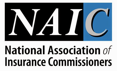 NAIC
National Association of
Insurance Commissioners